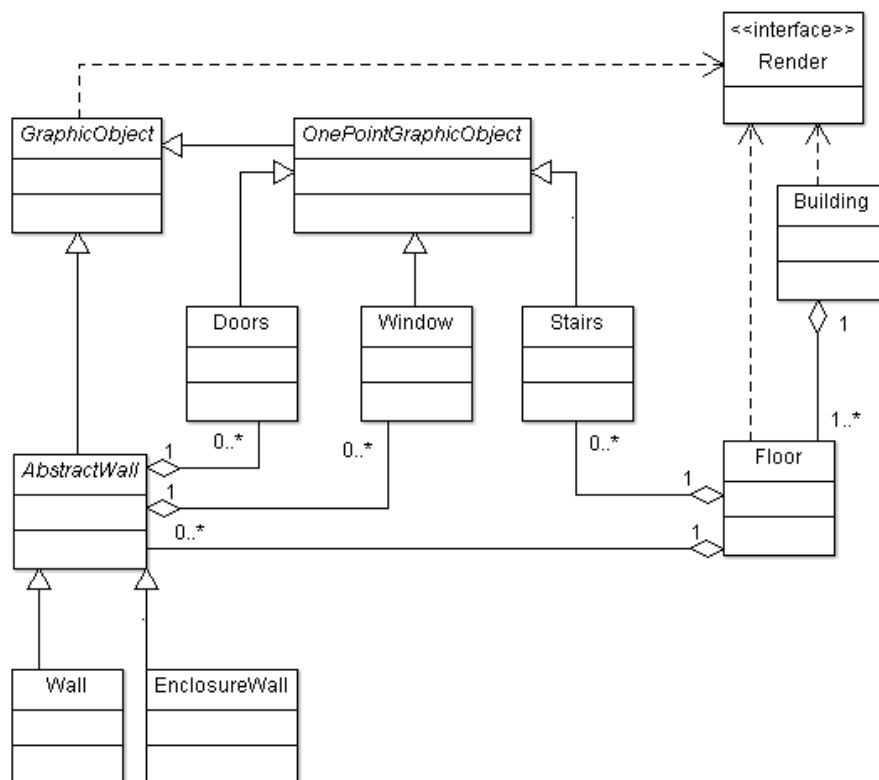 <<interface>>
Render
GraphicObject
OnePointGraphicObject
Building
Doors
Window
Stairs
1
0..*
0..*
0..*
1..*
1
AbstractWall
1
1
Floor
0..*
1
Wall
EnclosureWall